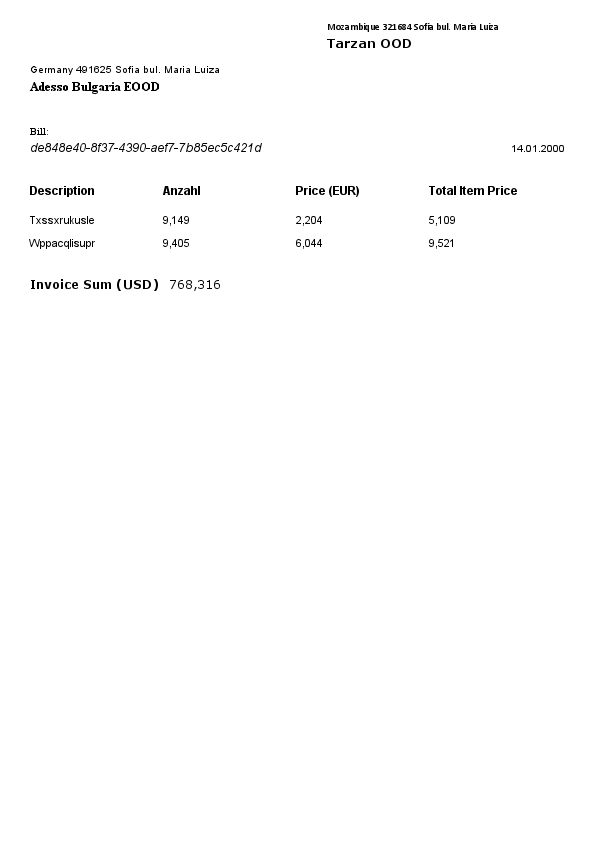 Mozambique 321684 Sofia bul. Maria Luiza
Tarzan OOD
Germany 491625 Sofia bul. Maria Luiza
Adesso Bulgaria EOOD
Bill:
de848e40-8f37-4390-aef7-7b85ec5c421d 14.01.2000
Description Anzahl Price (EUR) Total Item Price
Txssxrukusle 9,149 2,204 5,109
Wppacqlisupr 9,405 6,044 9,521
Invoice Sum (USD) 768,316